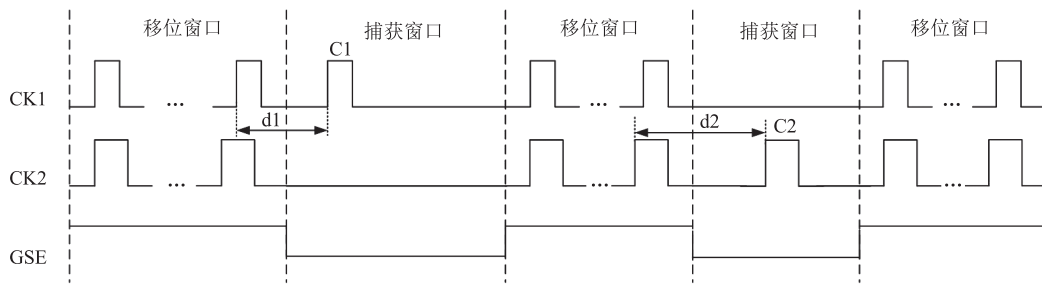 移位窗口 捕获窗口 移位窗口 捕获窗口 移位窗口
C1
CK1 ... ... ...
d1 d2 C2
CK2 ... ... ...
GSE